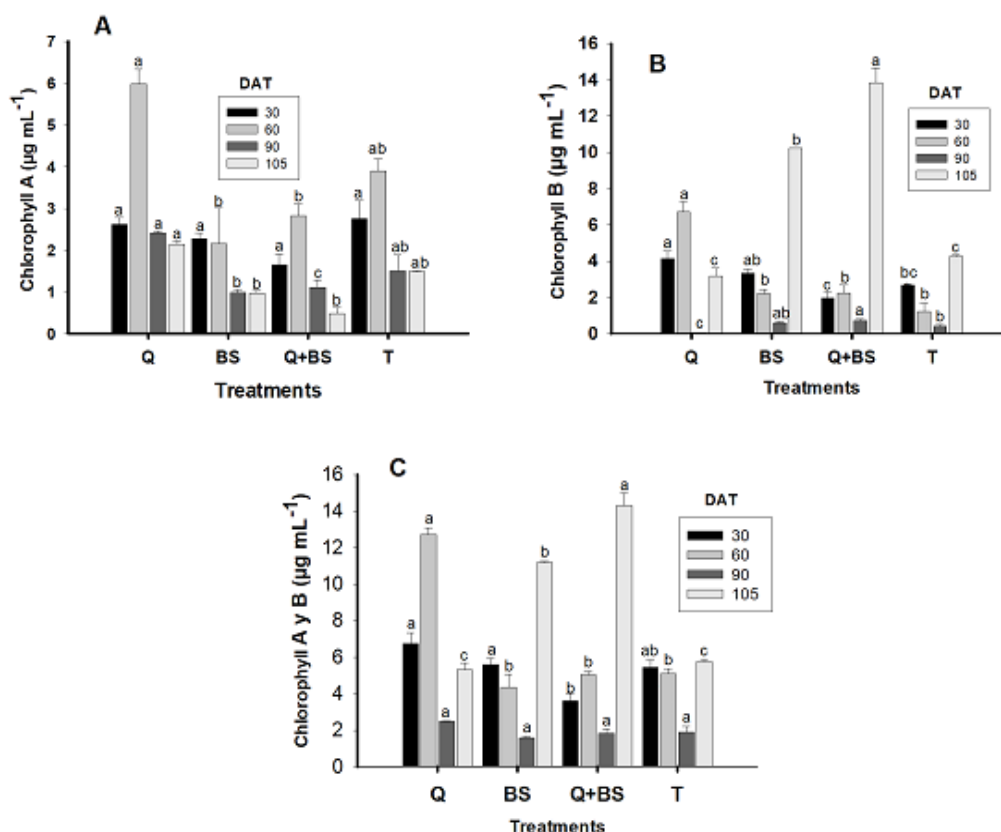 A
Chlorophyll A (µg mL⁻¹)
7
6
5
4
3
2
1
0
DAT
30
60
90
105
a a a a
a b b b
a b c b
a ab ab ab
Q BS Q+BS T
Treatments
B
Chlorophyll B (µg mL⁻¹)
16
14
12
10
8
6
4
2
0
DAT
30
60
90
105
a a c c
ab b ab b
c b a a
bc b b c
Q BS Q+BS T
Treatments
C
Chlorophyll A y B (µg mL⁻¹)
16
14
12
10
8
6
4
2
0
DAT
30
60
90
105
a a a c
a b a b
b b a a
ab b a c
Q BS Q+BS T
Treatments